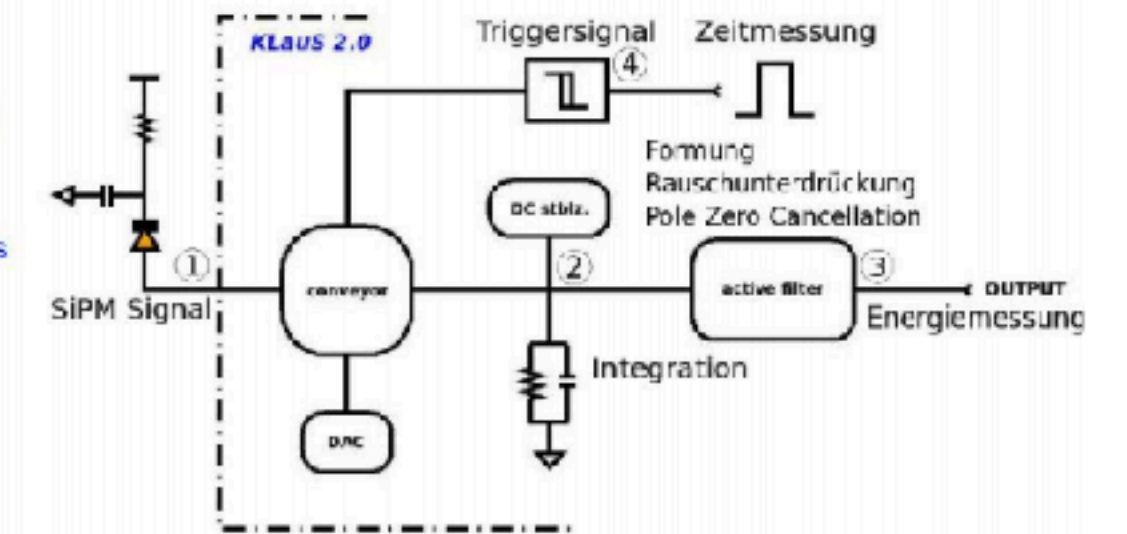 KLauS 2.0
Triggersignal
Zeitmessung
④
Formung
Rauschunterdrückung
Pole Zero Cancellation
DC stblz.
s
①
②
③
conveyor
active filter
OUTPUT
SiPM Signal
Energiemessung
Integration
DAC